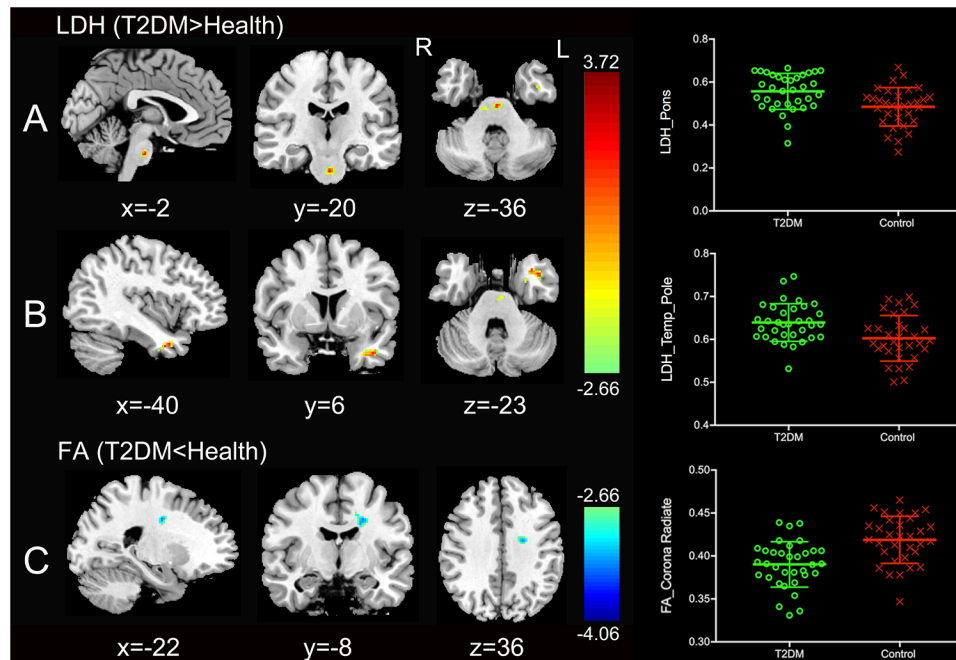 LDH (T2DM>Health)
R
L
A
3.72
x=-2
y=-20
z=-36
B
-2.66
x=-40
y=6
z=-23
FA (T2DM<Health)
C
-2.66
-4.06
x=-22
y=-8
z=36
LDH_Pons
0.8
0.6
0.4
0.2
0.0
T2DM
Control
LDH_Temp_Pole
0.8
0.7
0.6
0.5
0.4
T2DM
Control
FA_Corona Radiate
0.50
0.45
0.40
0.35
0.30
T2DM
Control